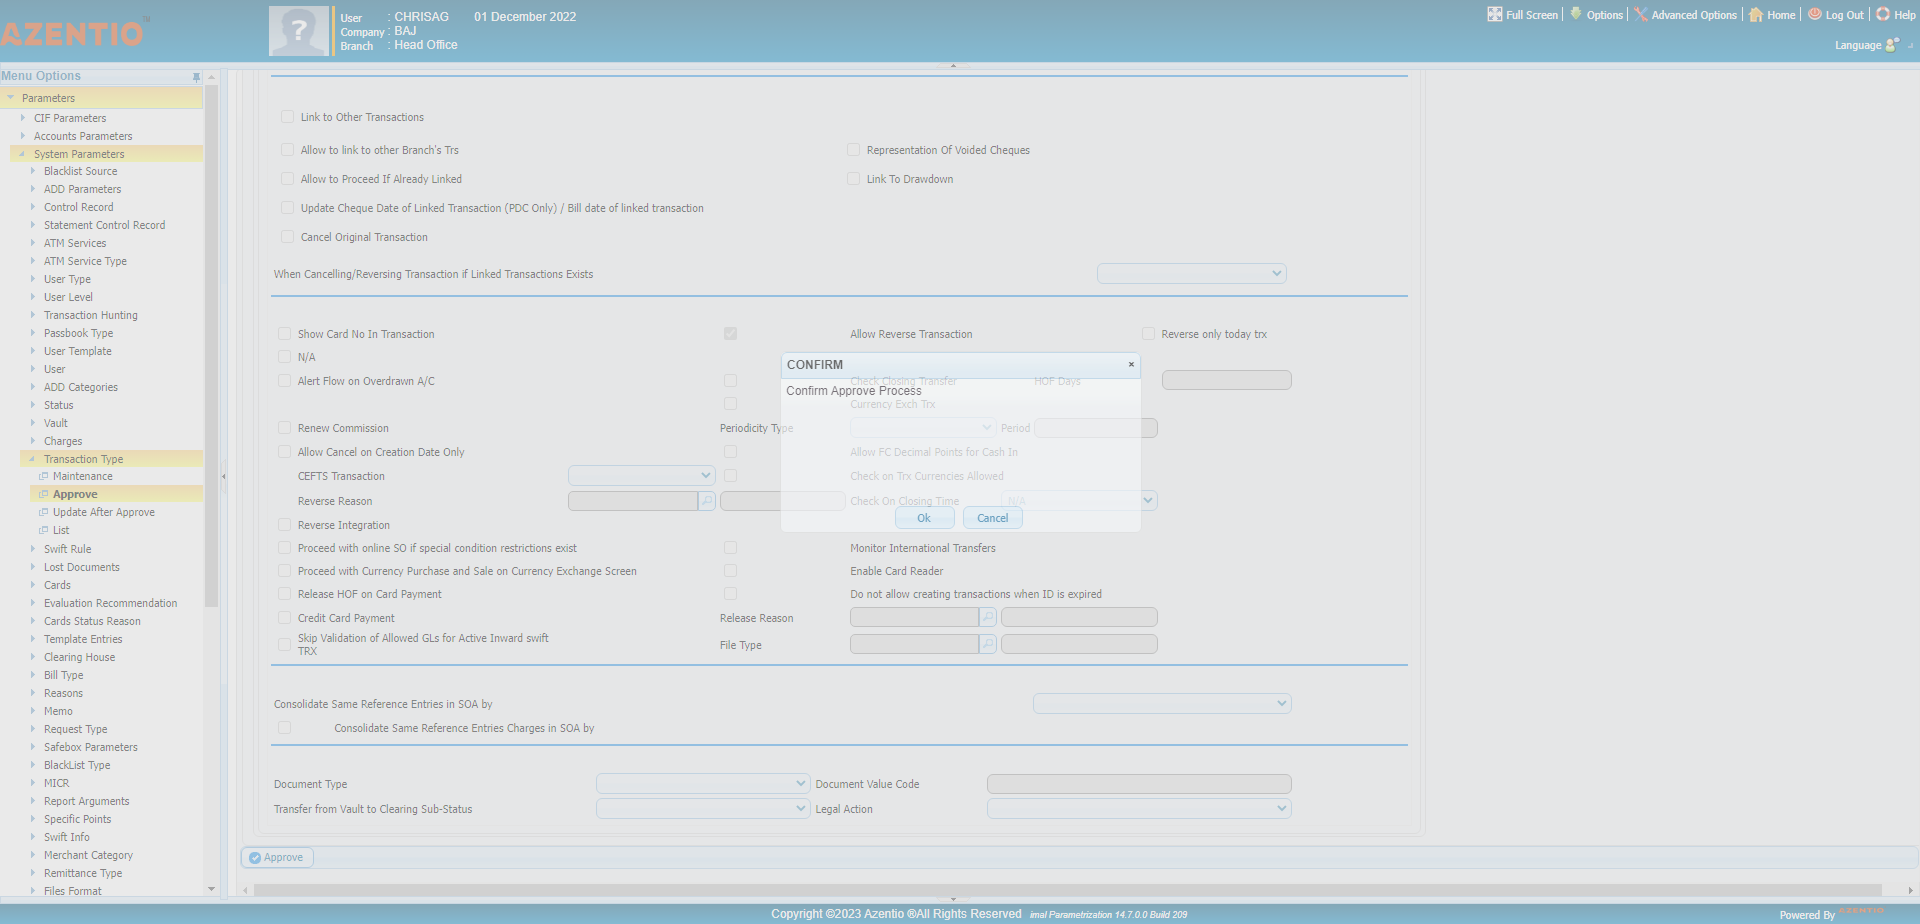 AZENTIO
User : CHRISAG 01 December 2022
Company : BAJ
Branch : Head Office
Full Screen Options Advanced Options Home Log Out Help
Language
Menu Options
Parameters
CIF Parameters
Accounts Parameters
System Parameters
Blacklist Source
ADD Parameters
Control Record
Statement Control Record
ATM Services
ATM Service Type
User Type
User Level
Transaction Hunting
Passbook Type
User Template
User
ADD Categories
Status
Vault
Charges
Transaction Type
Maintenance
Approve
Update After Approve
List
Swift Rule
Lost Documents
Cards
Evaluation Recommendation
Cards Status Reason
Template Entries
Clearing House
Bill Type
Reasons
Memo
Request Type
Safebox Parameters
BlackList Type
MICR
Report Arguments
Specific Points
Swift Info
Merchant Category
Remittance Type
Files Format
Link to Other Transactions
Allow to link to other Branch's Trs Representation Of Voided Cheques
Allow to Proceed If Already Linked Link To Drawdown
Update Cheque Date of Linked Transaction (PDC Only) / Bill date of linked transaction
Cancel Original Transaction
When Cancelling/Reversing Transaction if Linked Transactions Exists
Show Card No In Transaction Allow Reverse Transaction Reverse only today trx
N/A
CONFIRM ×
Alert Flow on Overdrawn A/C Check Closing Transfer HOF Days
Confirm Approve Process
Currency Exch Trx
Renew Commission Periodicity Type Period
Allow Cancel on Creation Date Only Allow FC Decimal Points for Cash In
CEFTS Transaction Check on Trx Currencies Allowed
Reverse Reason Check On Closing Time N/A
Ok Cancel
Reverse Integration
Proceed with online SO if special condition restrictions exist Monitor International Transfers
Proceed with Currency Purchase and Sale on Currency Exchange Screen Enable Card Reader
Release HOF on Card Payment Do not allow creating transactions when ID is expired
Credit Card Payment Release Reason
Skip Validation of Allowed GLs for Active Inward swift
TRX File Type
Consolidate Same Reference Entries in SOA by
Consolidate Same Reference Entries Charges in SOA by
Document Type Document Value Code
Transfer from Vault to Clearing Sub-Status Legal Action
Approve
Copyright ©2023 Azentio ®All Rights Reserved imal Parametrization 14.7.0.0 Build 209
Powered By AZENTIO